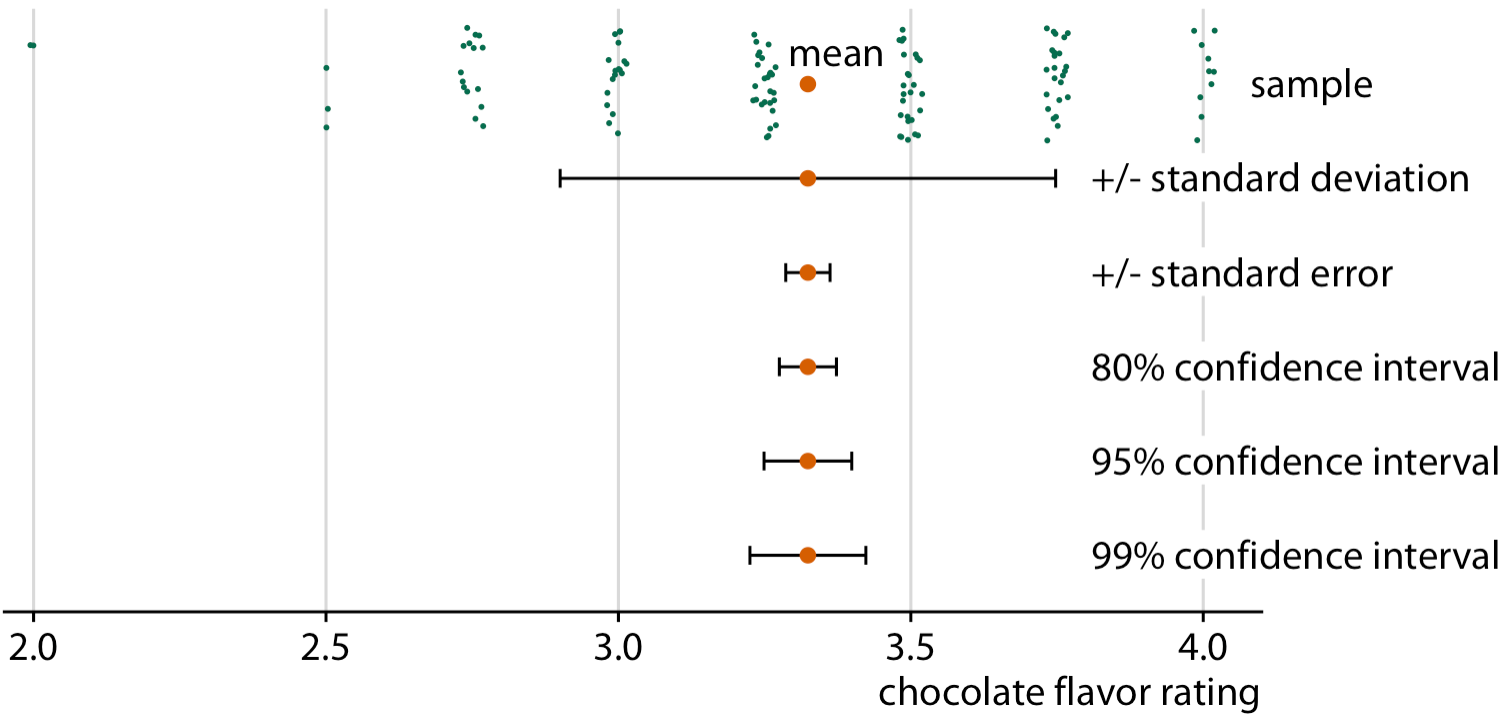 mean
sample
+/- standard deviation
+/- standard error
80% confidence interval
95% confidence interval
99% confidence interval
2.0 2.5 3.0 3.5 4.0
chocolate flavor rating